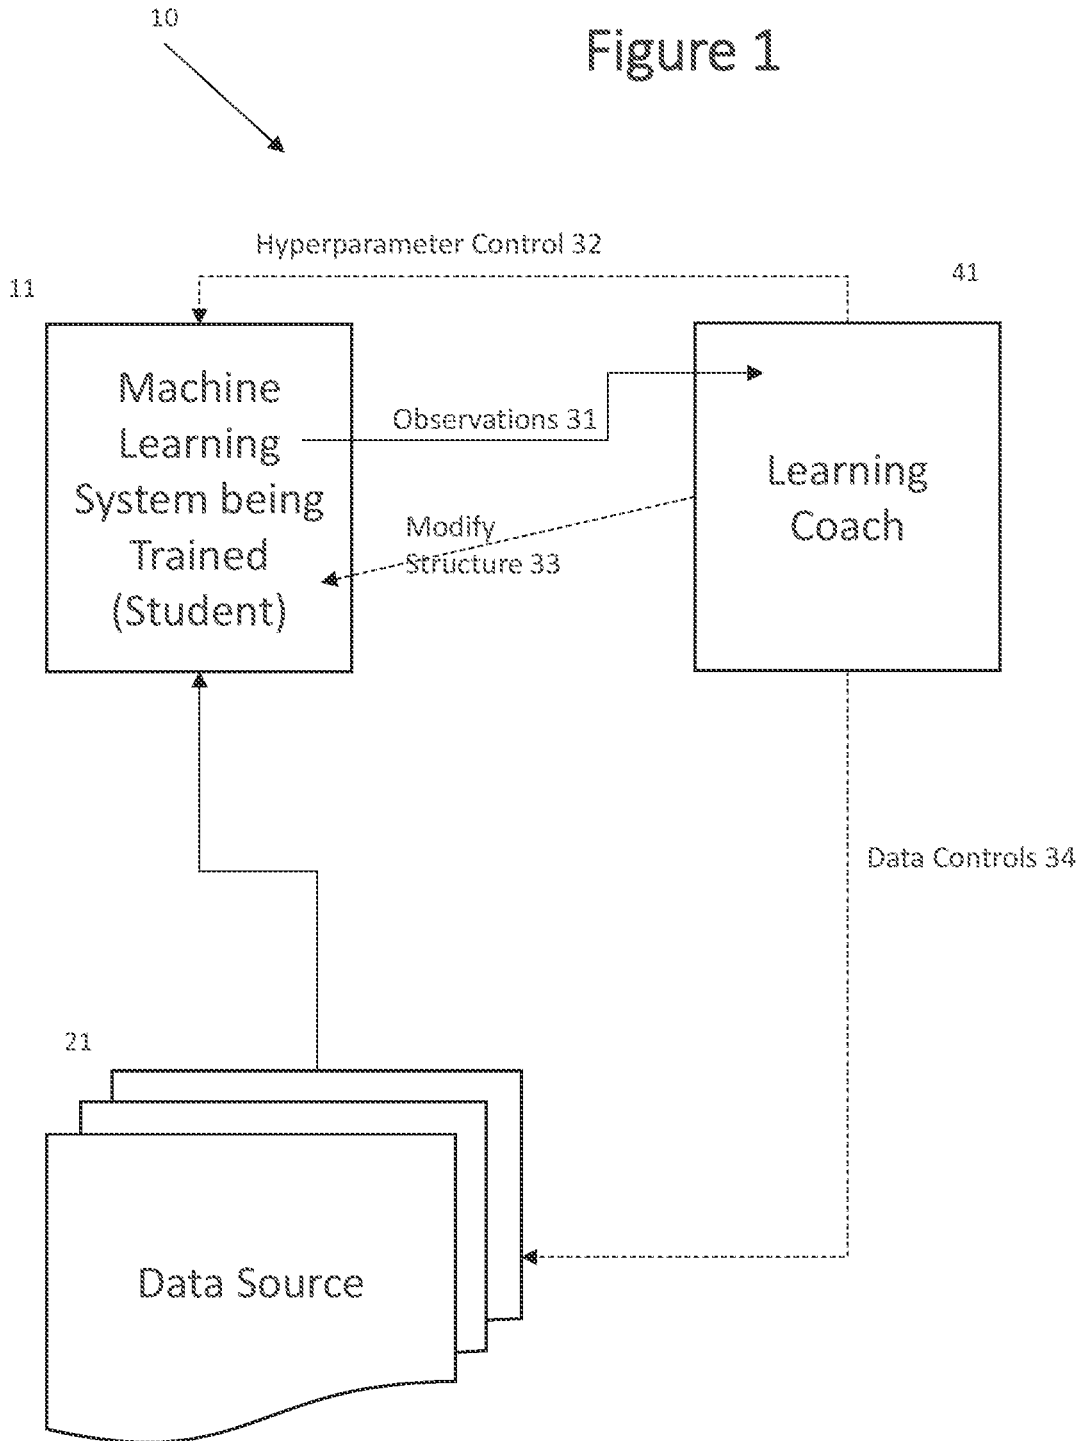 10
Figure 1
Hyperparameter Control 32
11
41
Machine
Learning
System being
Trained
(Student)
Observations 31
Modify
Structure 33
Learning
Coach
Data Controls 34
21
Data Source